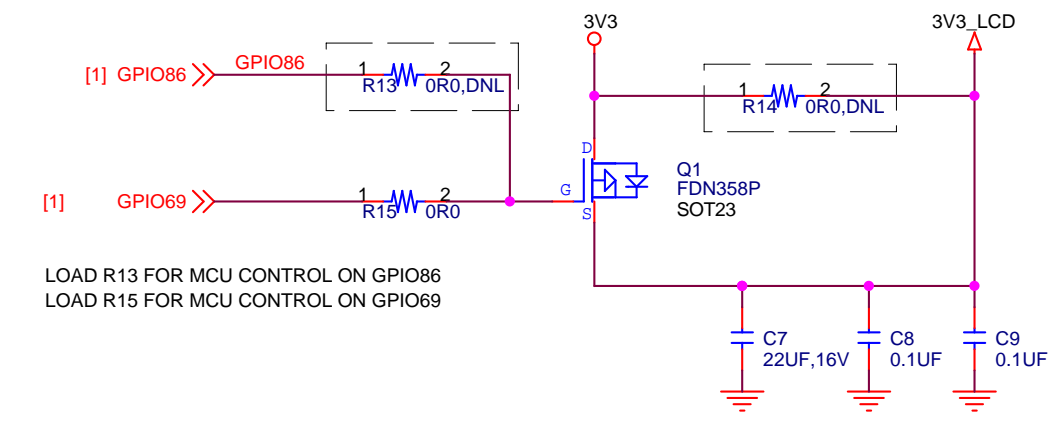 3V3
3V3_LCD
[1] GPIO86
GPIO86
1
2
R13
0R0,DNL
1
2
R14
0R0,DNL
D
G
S
Q1
FDN358P
SOT23
[1] GPIO69
1
2
R15
0R0
LOAD R13 FOR MCU CONTROL ON GPIO86
LOAD R15 FOR MCU CONTROL ON GPIO69
C7
22UF,16V
C8
0.1UF
C9
0.1UF